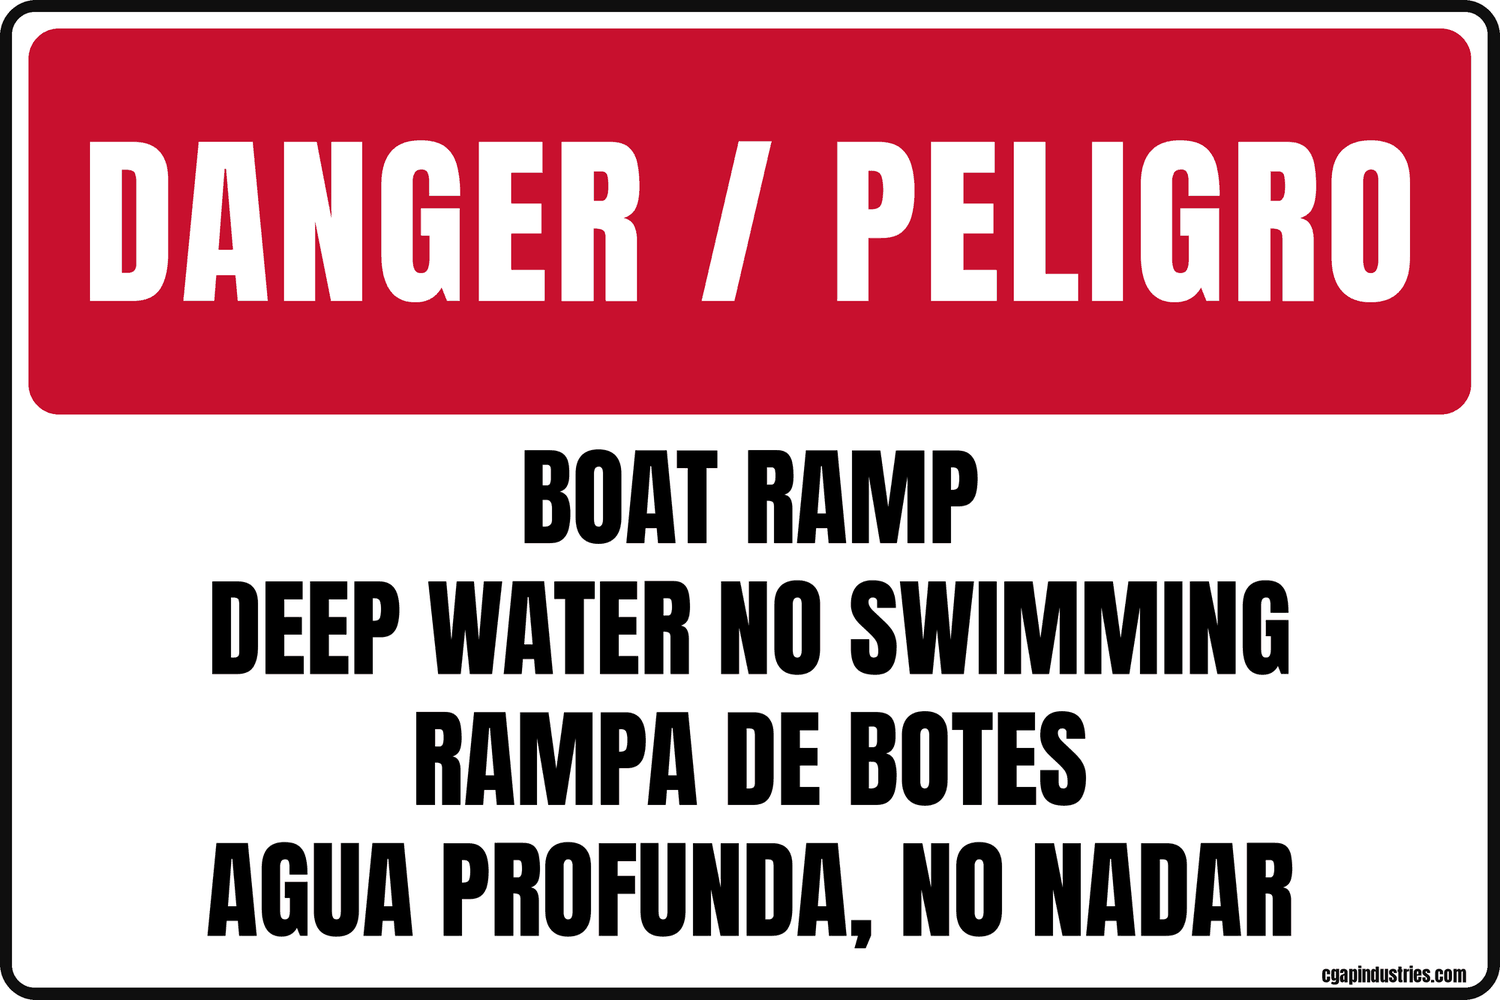 DANGER / PELIGRO
BOAT RAMP
DEEP WATER NO SWIMMING
RAMPA DE BOTES
AGUA PROFUNDA, NO NADAR
cgapindustries.com